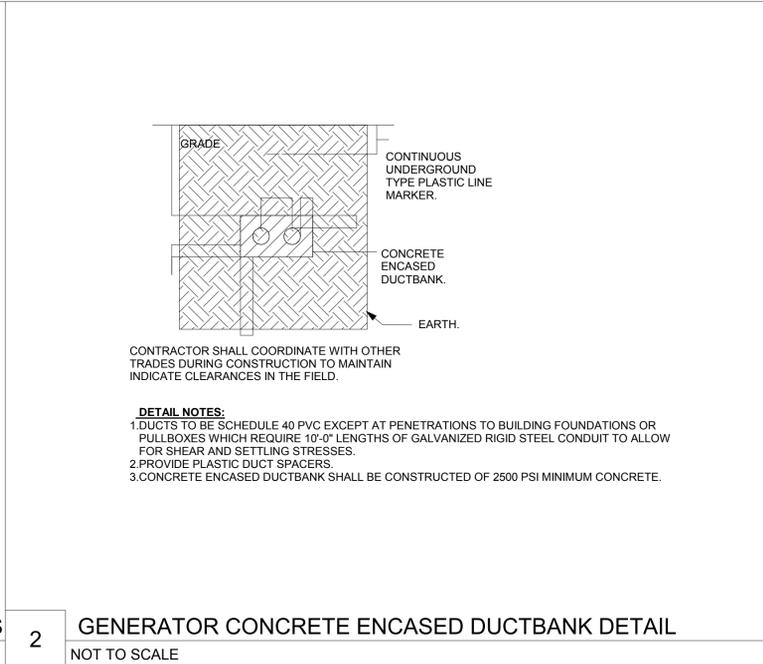 GRADE
CONTINUOUS
UNDERGROUND
TYPE PLASTIC LINE
MARKER.
CONCRETE
ENCASED
DUCTBANK.
EARTH.
CONTRACTOR SHALL COORDINATE WITH OTHER
TRADES DURING CONSTRUCTION TO MAINTAIN
INDICATE CLEARANCES IN THE FIELD.
DETAIL NOTES:
1.DUCTS TO BE SCHEDULE 40 PVC EXCEPT AT PENETRATIONS TO BUILDING FOUNDATIONS OR
PULLBOXES WHICH REQUIRE 10'-0" LENGTHS OF GALVANIZED RIGID STEEL CONDUIT TO ALLOW
FOR SHEAR AND SETTLING STRESSES.
2.PROVIDE PLASTIC DUCT SPACERS.
3.CONCRETE ENCASED DUCTBANK SHALL BE CONSTRUCTED OF 2500 PSI MINIMUM CONCRETE.
2 GENERATOR CONCRETE ENCASED DUCTBANK DETAIL
NOT TO SCALE